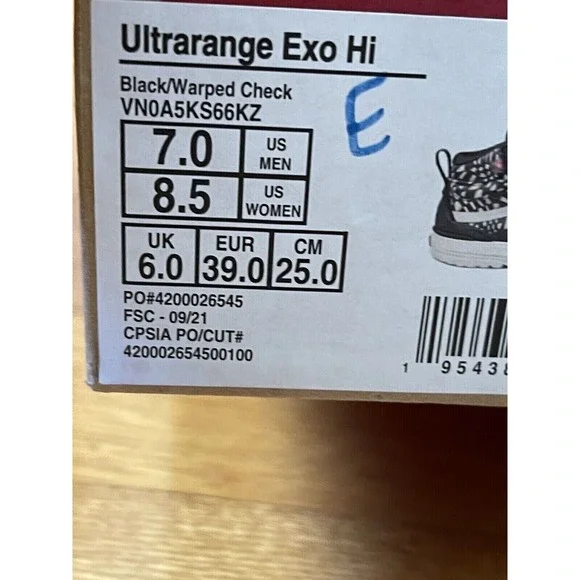 Ultrarange Exo Hi
Black/Warped Check
VN0A5KS66KZ
E
7.0 US MEN
8.5 US WOMEN
UK EUR CM
6.0 39.0 25.0
PO#4200026545
FSC - 09/21
CPSIA PO/CUT#
420002654500100
1 9543